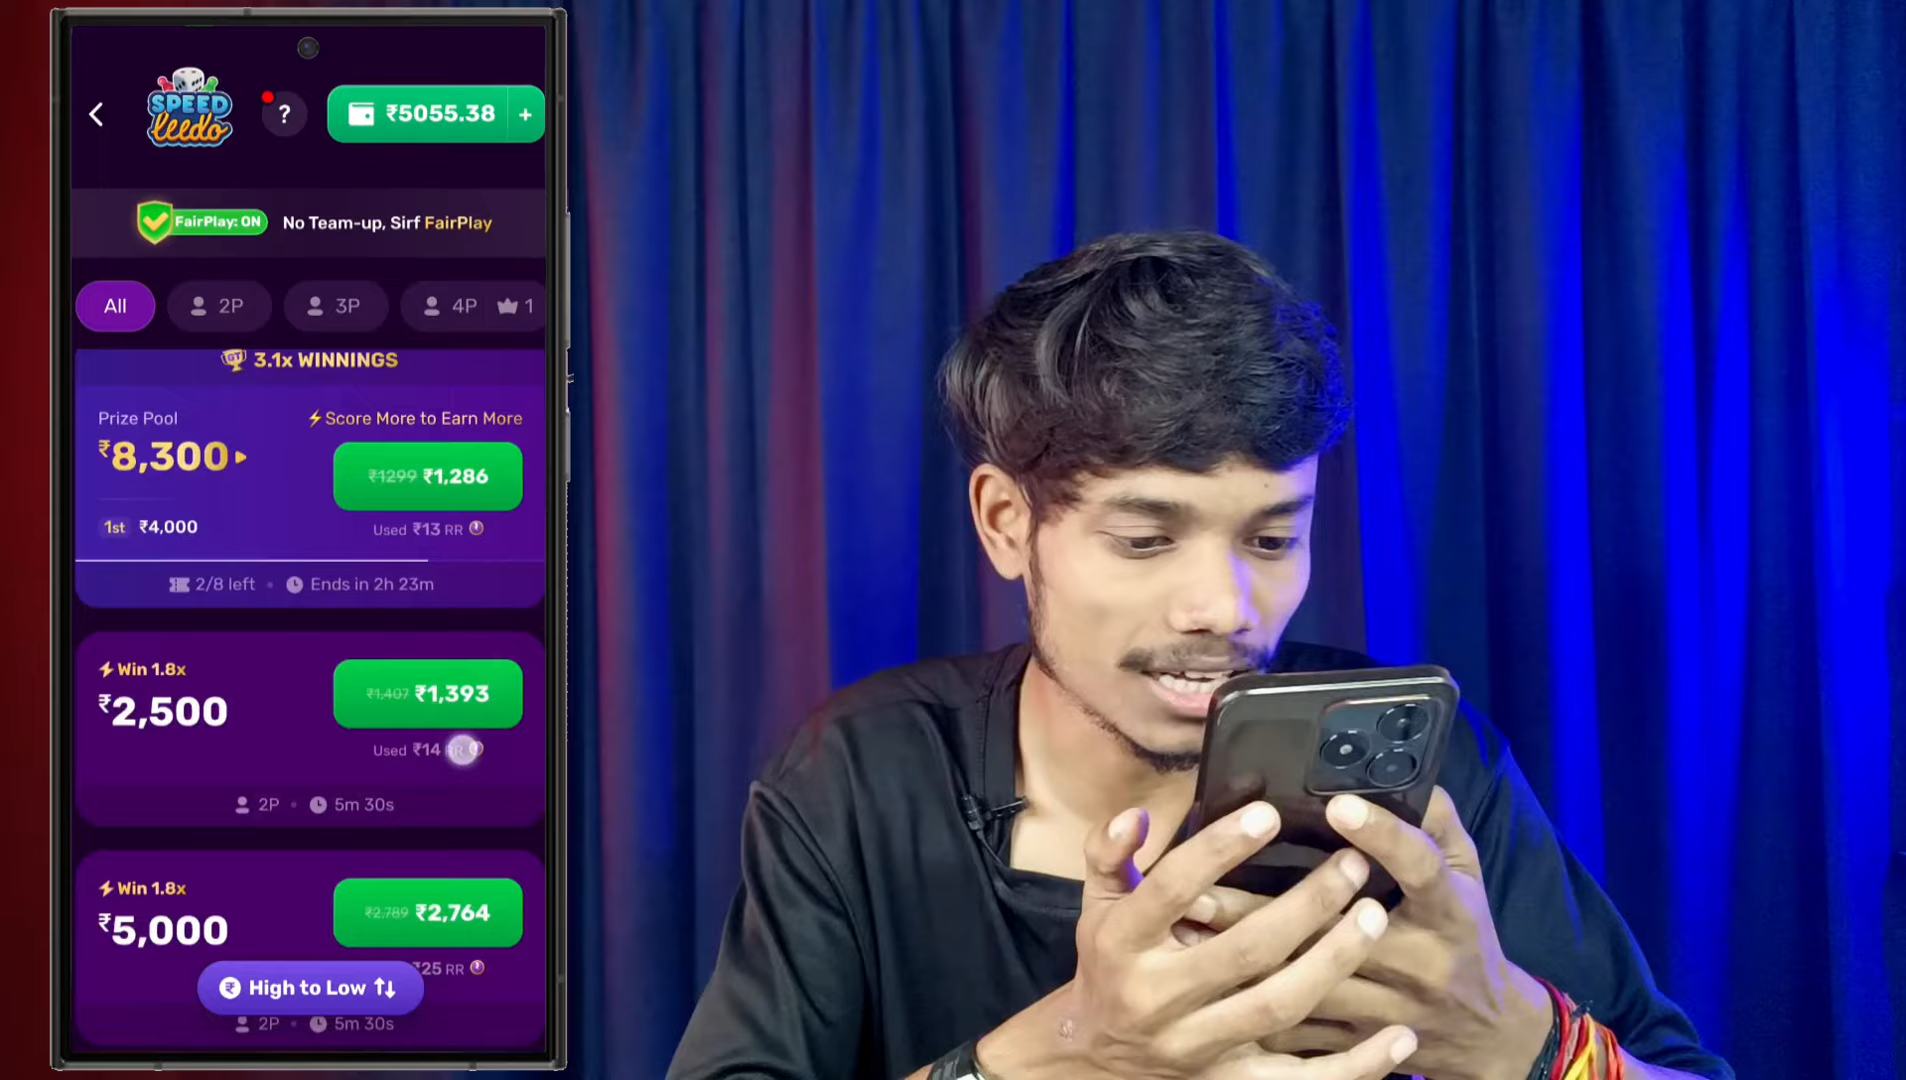 SPEED
leedo
?
₹5055.38 +
FairPlay: ON No Team-up, Sirf FairPlay
All 2P 3P 4P 1
GT 3.1x WINNINGS
Prize Pool
⚡Score More to Earn More
₹8,300
₹1299 ₹1,286
1st ₹4,000
Used ₹13 RR
2/8 left • Ends in 2h 23m
⚡Win 1.8x
₹2,500
₹1,407 ₹1,393
Used ₹14 RR
2P • 5m 30s
⚡Win 1.8x
₹5,000
₹2,789 ₹2,764
₹25 RR
₹ High to Low ↑↓
2P • 5m 30s